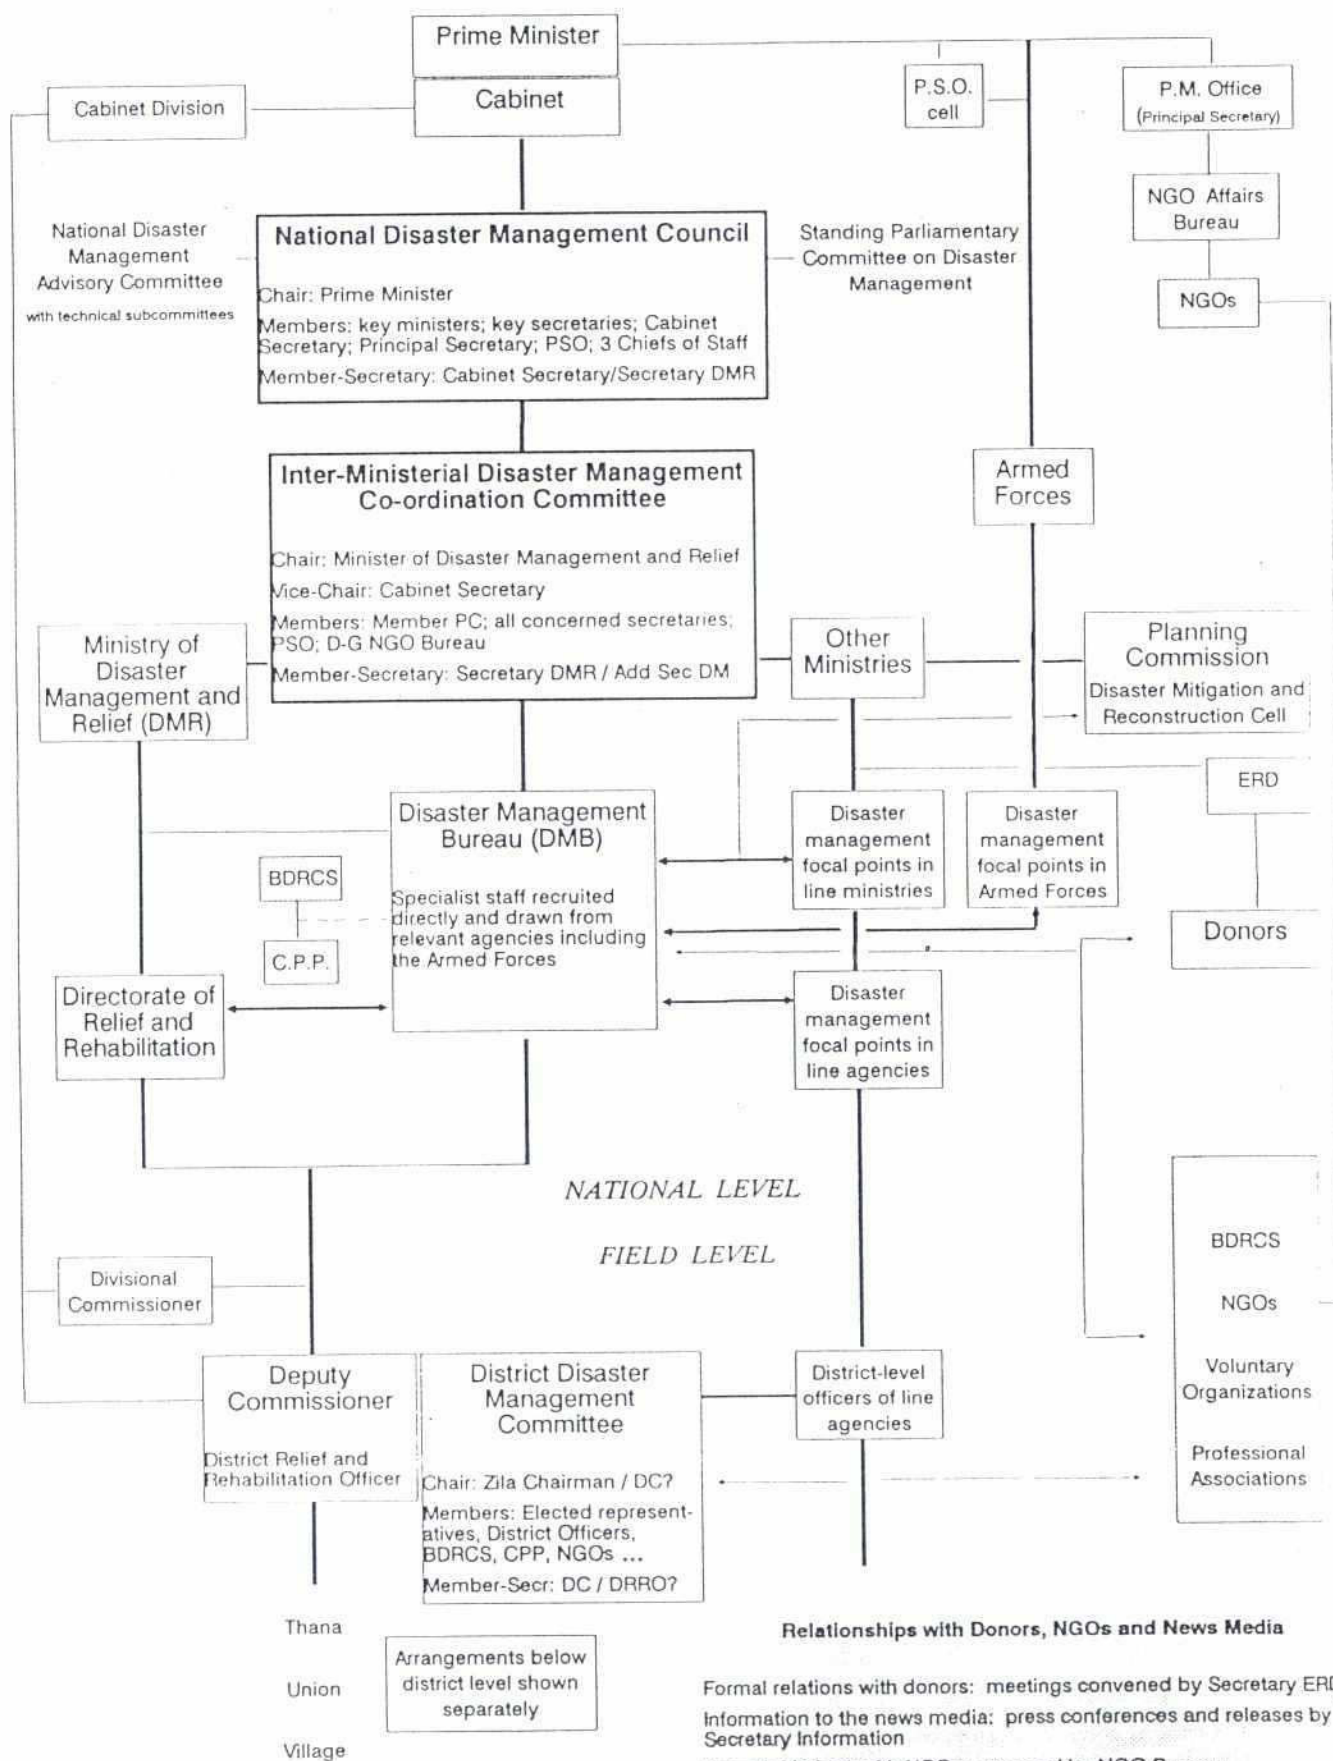 Prime Minister
Cabinet
Cabinet Division
P.S.O.
cell
P.M. Office
(Principal Secretary)
NGO Affairs
Bureau
NGOs
National Disaster
Management
Advisory Committee
with technical subcommittees
National Disaster Management Council
Chair: Prime Minister
Members: key ministers; key secretaries; Cabinet
Secretary; Principal Secretary; PSO; 3 Chiefs of Staff
Member-Secretary: Cabinet Secretary/Secretary DMR
Standing Parliamentary
Committee on Disaster
Management
Inter-Ministerial Disaster Management
Co-ordination Committee
Chair: Minister of Disaster Management and Relief
Vice-Chair: Cabinet Secretary
Members: Member PC; all concerned secretaries;
PSO; D-G NGO Bureau
Member-Secretary: Secretary DMR / Add Sec DM
Armed
Forces
Ministry of
Disaster
Management and
Relief (DMR)
Other
Ministries
Planning
Commission
Disaster Mitigation and
Reconstruction Cell
ERD
Disaster Management
Bureau (DMB)
Specialist staff recruited
directly and drawn from
relevant agencies including
the Armed Forces
BDRCS
C.P.P.
Disaster
management
focal points in
line ministries
Disaster
management
focal points in
Armed Forces
Donors
Directorate of
Relief and
Rehabilitation
Disaster
management
focal points in
line agencies
NATIONAL LEVEL
FIELD LEVEL
Divisional
Commissioner
BDRCS
NGOs
Voluntary
Organizations
Professional
Associations
Deputy
Commissioner
District Relief and
Rehabilitation Officer
District Disaster
Management
Committee
Chair: Zila Chairman / DC?
Members: Elected represent-
atives, District Officers,
BDRCS, CPP, NGOs ...
Member-Secr: DC / DRRO?
District-level
officers of line
agencies
Thana
Union
Village
Arrangements below
district level shown
separately
Relationships with Donors, NGOs and News Media
Formal relations with donors: meetings convened by Secretary ERD
Information to the news media: press conferences and releases by
Secretary Information